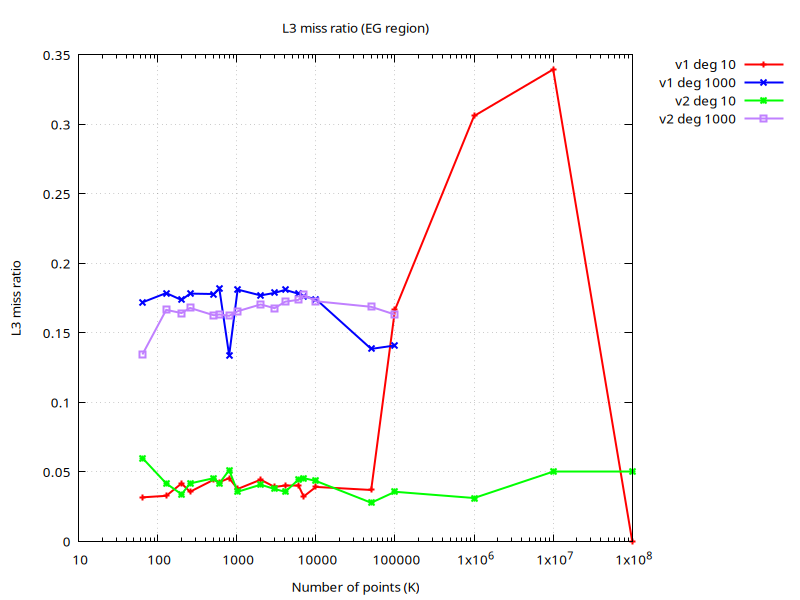 L3 miss ratio (EG region)
v1 deg 10
v1 deg 1000
v2 deg 10
v2 deg 1000
L3 miss ratio
0.35
0.3
0.25
0.2
0.15
0.1
0.05
0
10 100 1000 10000 100000 1x10^6 1x10^7 1x10^8
Number of points (K)